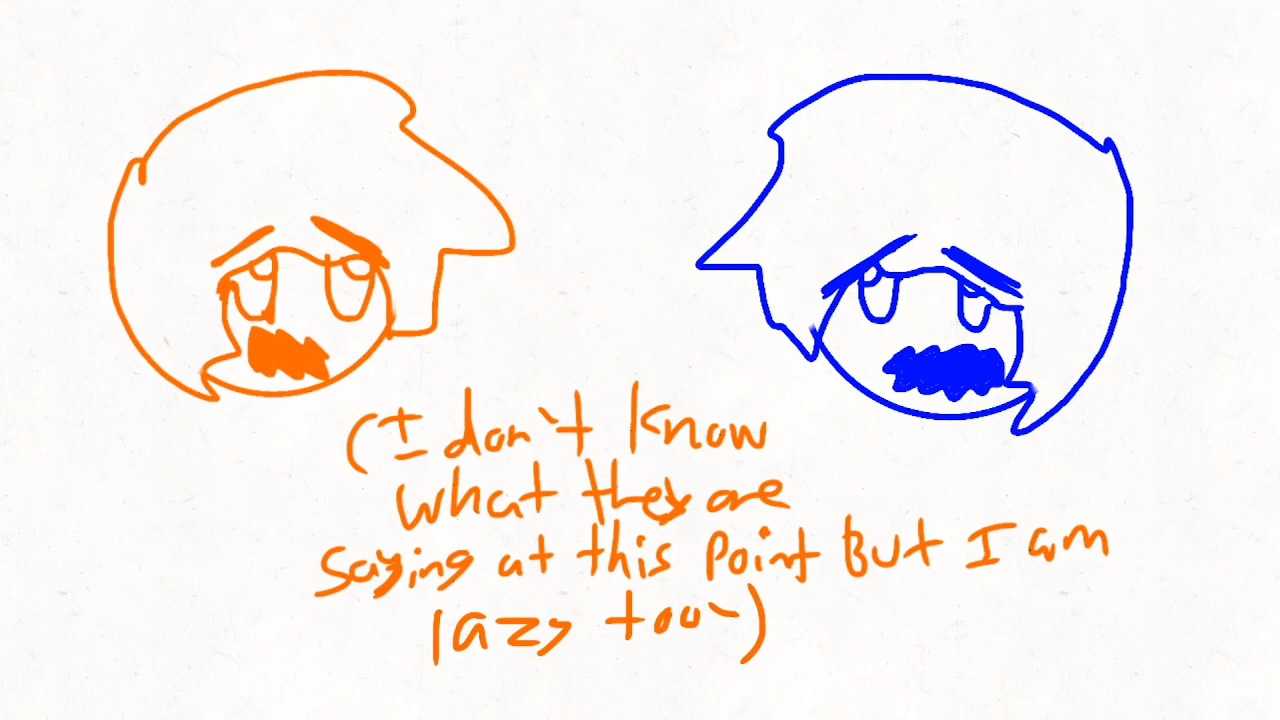 (I don't know
what they are
saying at this point But I am
lazy too~)